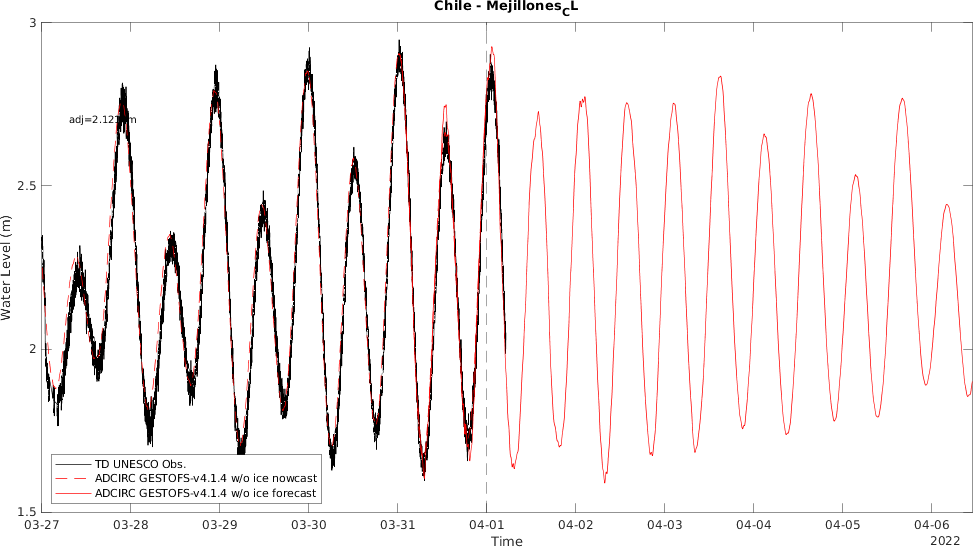 Chile - Mejillones_CL
3
2.5
2
1.5
Water Level (m)
adj=2.121 m
TD UNESCO Obs.
ADCIRC GESTOFS-v4.1.4 w/o ice nowcast
ADCIRC GESTOFS-v4.1.4 w/o ice forecast
03-27 03-28 03-29 03-30 03-31 04-01 04-02 04-03 04-04 04-05 04-06
Time 2022